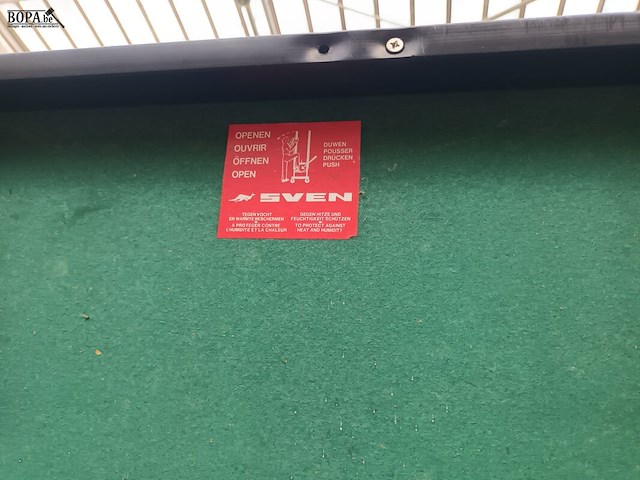 BOPA.be
OPENEN
OUVRIR
ÖFFNEN
OPEN
DUWEN
POUSSER
DRÜCKEN
PUSH
SVEN
TEGEN VOCHT
EN WARMTE BESCHERMEN
A PROTEGER CONTRE
L'HUMIDITE ET LA CHALEUR
GEGEN HITZE UND
FEUCHTIGKEIT SCHÜTZEN
TO PROTECT AGAINST
HEAT AND HUMIDITY